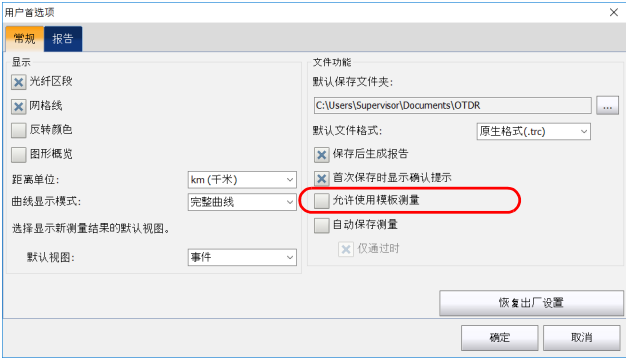 用户首选项
常规 报告
显示
光纤区段
网格线
反转颜色
图形概览
距离单位: km (千米)
曲线显示模式: 完整曲线
选择显示新测量结果的默认视图。
默认视图: 事件
文件功能
默认保存文件夹:
C:\Users\Supervisor\Documents\OTDR ...
默认文件格式: 原生格式(.trc)
保存后生成报告
首次保存时显示确认提示
允许使用模板测量
自动保存测量
仅通过时
恢复出厂设置
确定 取消